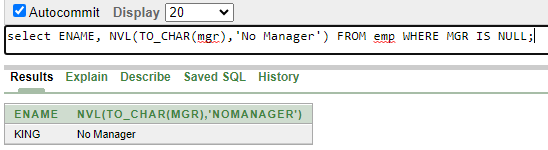 Autocommit Display 20
select ENAME, NVL(TO_CHAR(mgr),'No Manager') FROM emp WHERE MGR IS NULL;
Results Explain Describe Saved SQL History
ENAME NVL(TO_CHAR(MGR),'NOMANAGER')
KING No Manager